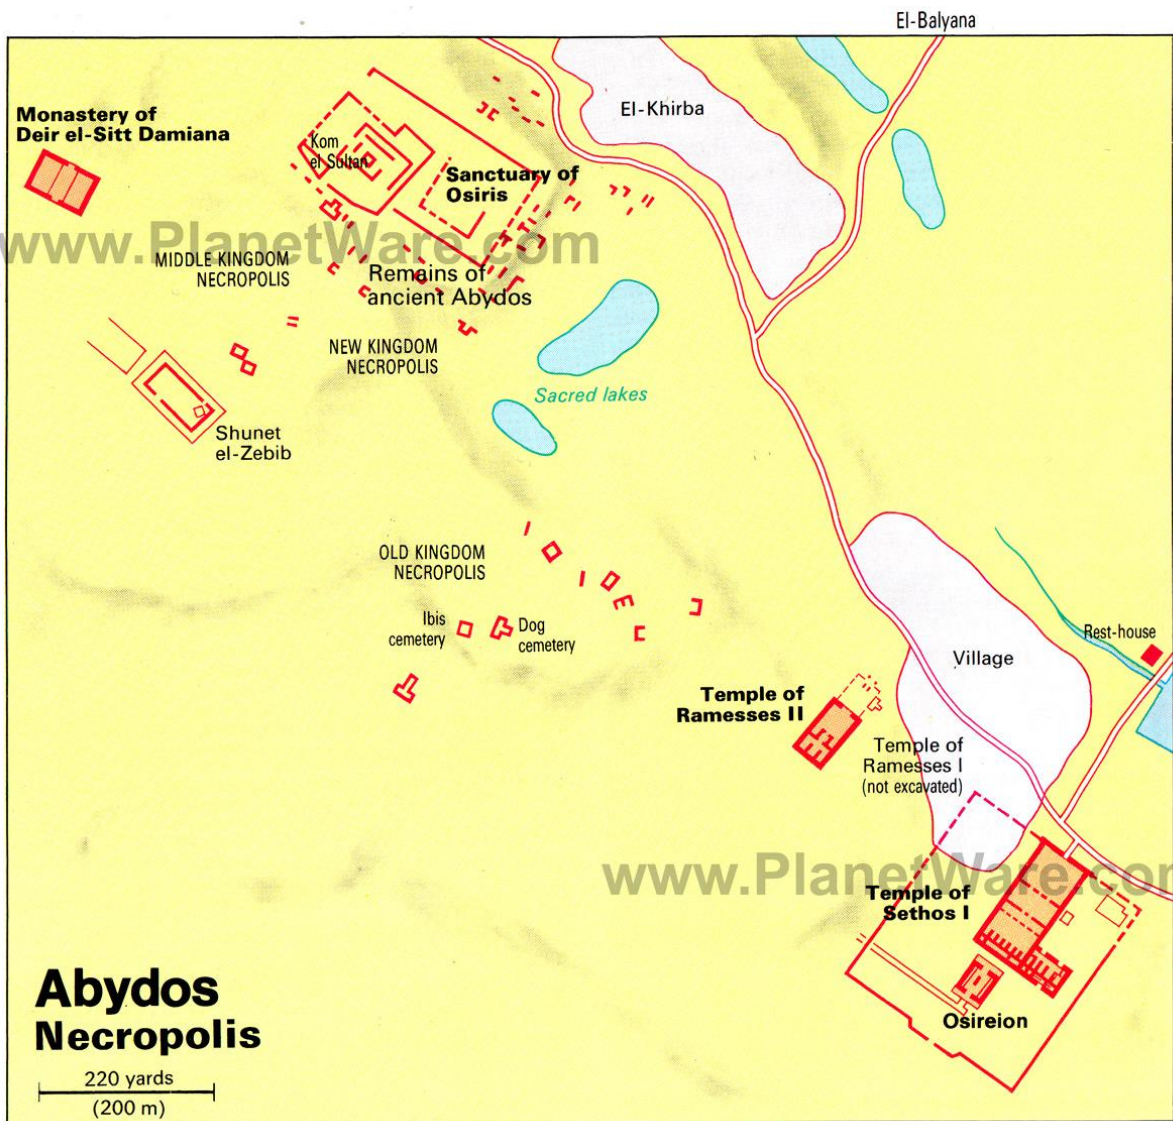 El-Balyana
Monastery of
Deir el-Sitt Damiana
El-Khirba
Kom
el Sultan
Sanctuary of
Osiris
www.PlanetWare.com
MIDDLE KINGDOM
NECROPOLIS
Remains of
ancient Abydos
NEW KINGDOM
NECROPOLIS
Sacred lakes
Shunet
el-Zebib
OLD KINGDOM
NECROPOLIS
Ibis
cemetery
Dog
cemetery
Rest-house
Village
Temple of
Ramesses II
Temple of
Ramesses I
(not excavated)
www.PlanetWare.com
Temple of
Sethos I
Osireion
Abydos
Necropolis
220 yards
(200 m)